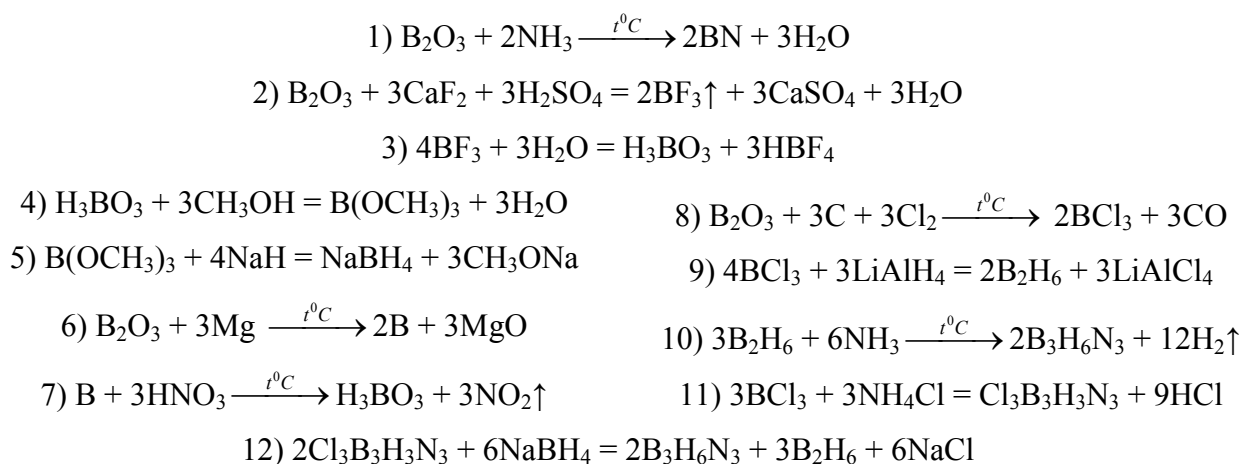 1) B₂O₃ + 2NH₃ —t⁰C→ 2BN + 3H₂O
2) B₂O₃ + 3CaF₂ + 3H₂SO₄ = 2BF₃↑ + 3CaSO₄ + 3H₂O
3) 4BF₃ + 3H₂O = H₃BO₃ + 3HBF₄
4) H₃BO₃ + 3CH₃OH = B(OCH₃)₃ + 3H₂O
5) B(OCH₃)₃ + 4NaH = NaBH₄ + 3CH₃ONa
6) B₂O₃ + 3Mg —t⁰C→ 2B + 3MgO
7) B + 3HNO₃ —t⁰C→ H₃BO₃ + 3NO₂↑
8) B₂O₃ + 3C + 3Cl₂ —t⁰C→ 2BCl₃ + 3CO
9) 4BCl₃ + 3LiAlH₄ = 2B₂H₆ + 3LiAlCl₄
10) 3B₂H₆ + 6NH₃ —t⁰C→ 2B₃H₆N₃ + 12H₂↑
11) 3BCl₃ + 3NH₄Cl = Cl₃B₃H₃N₃ + 9HCl
12) 2Cl₃B₃H₃N₃ + 6NaBH₄ = 2B₃H₆N₃ + 3B₂H₆ + 6NaCl